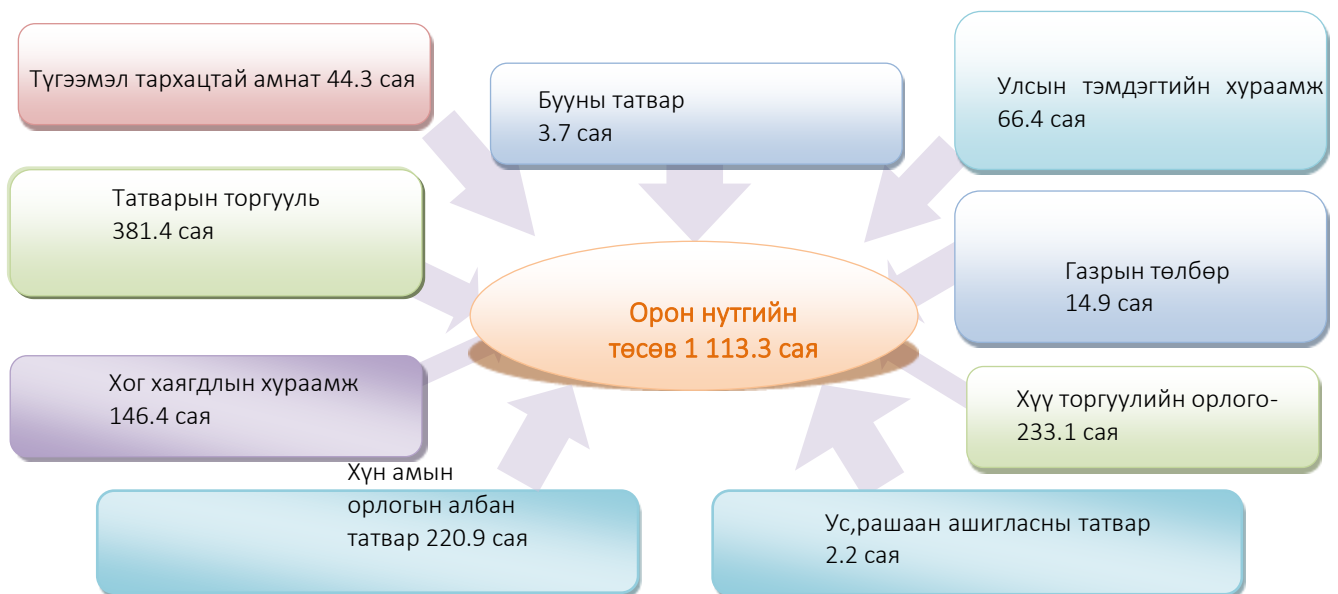 Түгээмэл тархацтай амнат 44.3 сая
Бууны татвар
3.7 сая
Улсын тэмдэгтийн хураамж
66.4 сая
Татварын торгууль
381.4 сая
Газрын төлбөр
14.9 сая
Орон нутгийн
төсөв 1 113.3 сая
Хог хаягдлын хураамж
146.4 сая
Хүү торгуулийн орлого-
233.1 сая
Хүн амын
орлогын албан
татвар 220.9 сая
Ус,рашаан ашигласны татвар
2.2 сая